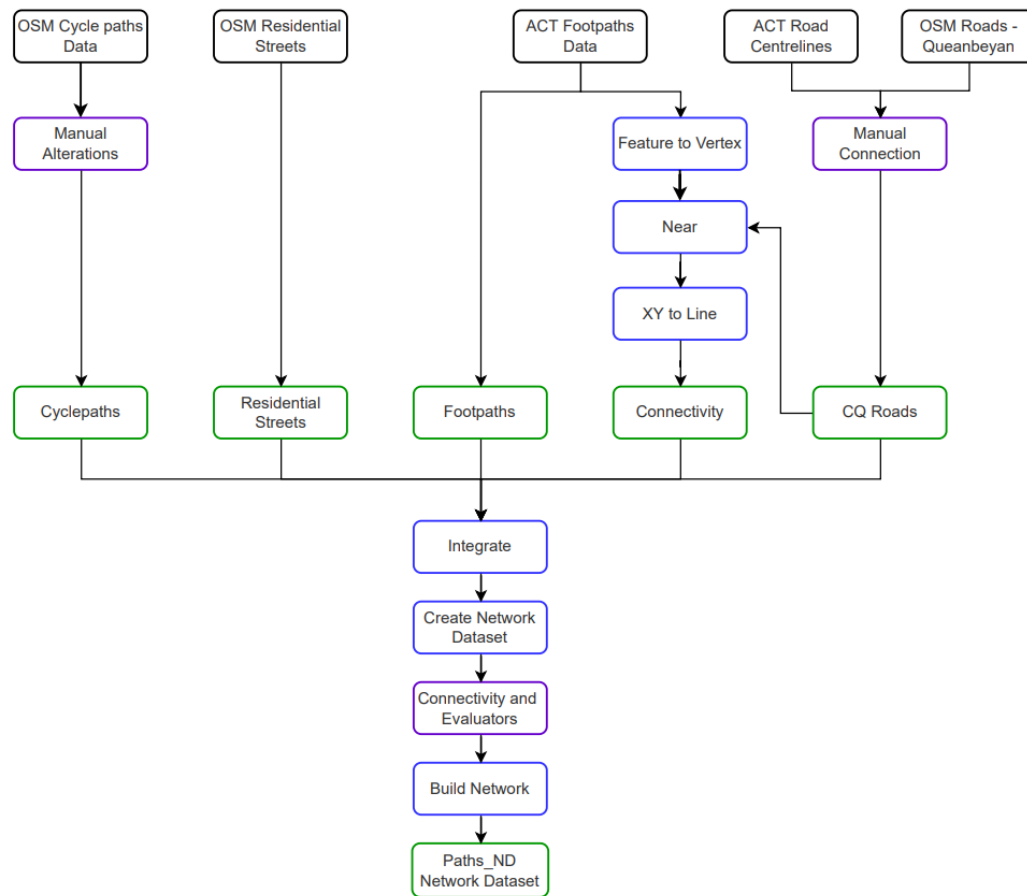 OSM Cycle paths
Data
OSM Residential
Streets
ACT Footpaths
Data
ACT Road
Centrelines
OSM Roads -
Queanbeyan
Manual
Alterations
Feature to Vertex
Manual
Connection
Near
XY to Line
Cyclepaths
Residential
Streets
Footpaths
Connectivity
CQ Roads
Integrate
Create Network
Dataset
Connectivity and
Evaluators
Build Network
Paths_ND
Network Dataset